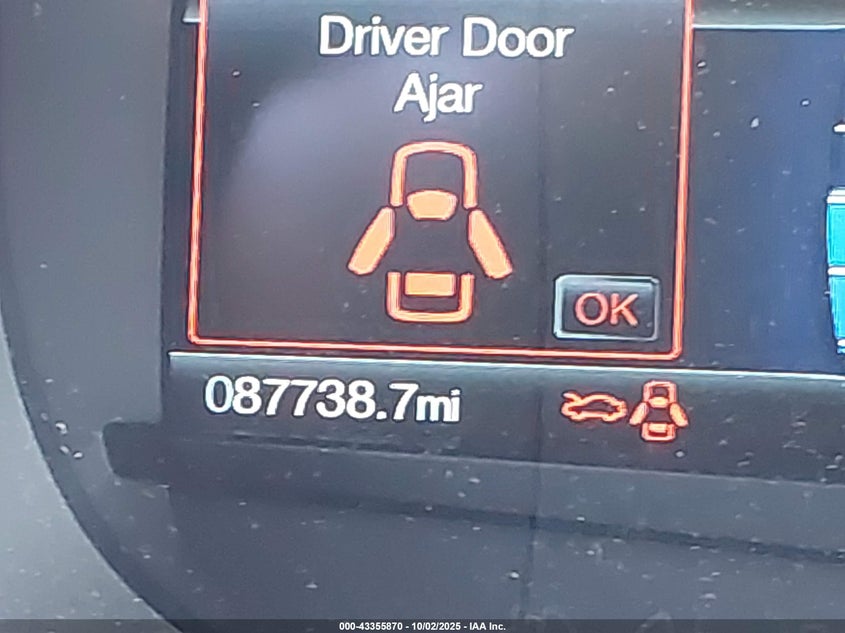 Driver Door
Ajar
OK
087738.7mi
000-43355870 - 10/02/2025 - IAA Inc.